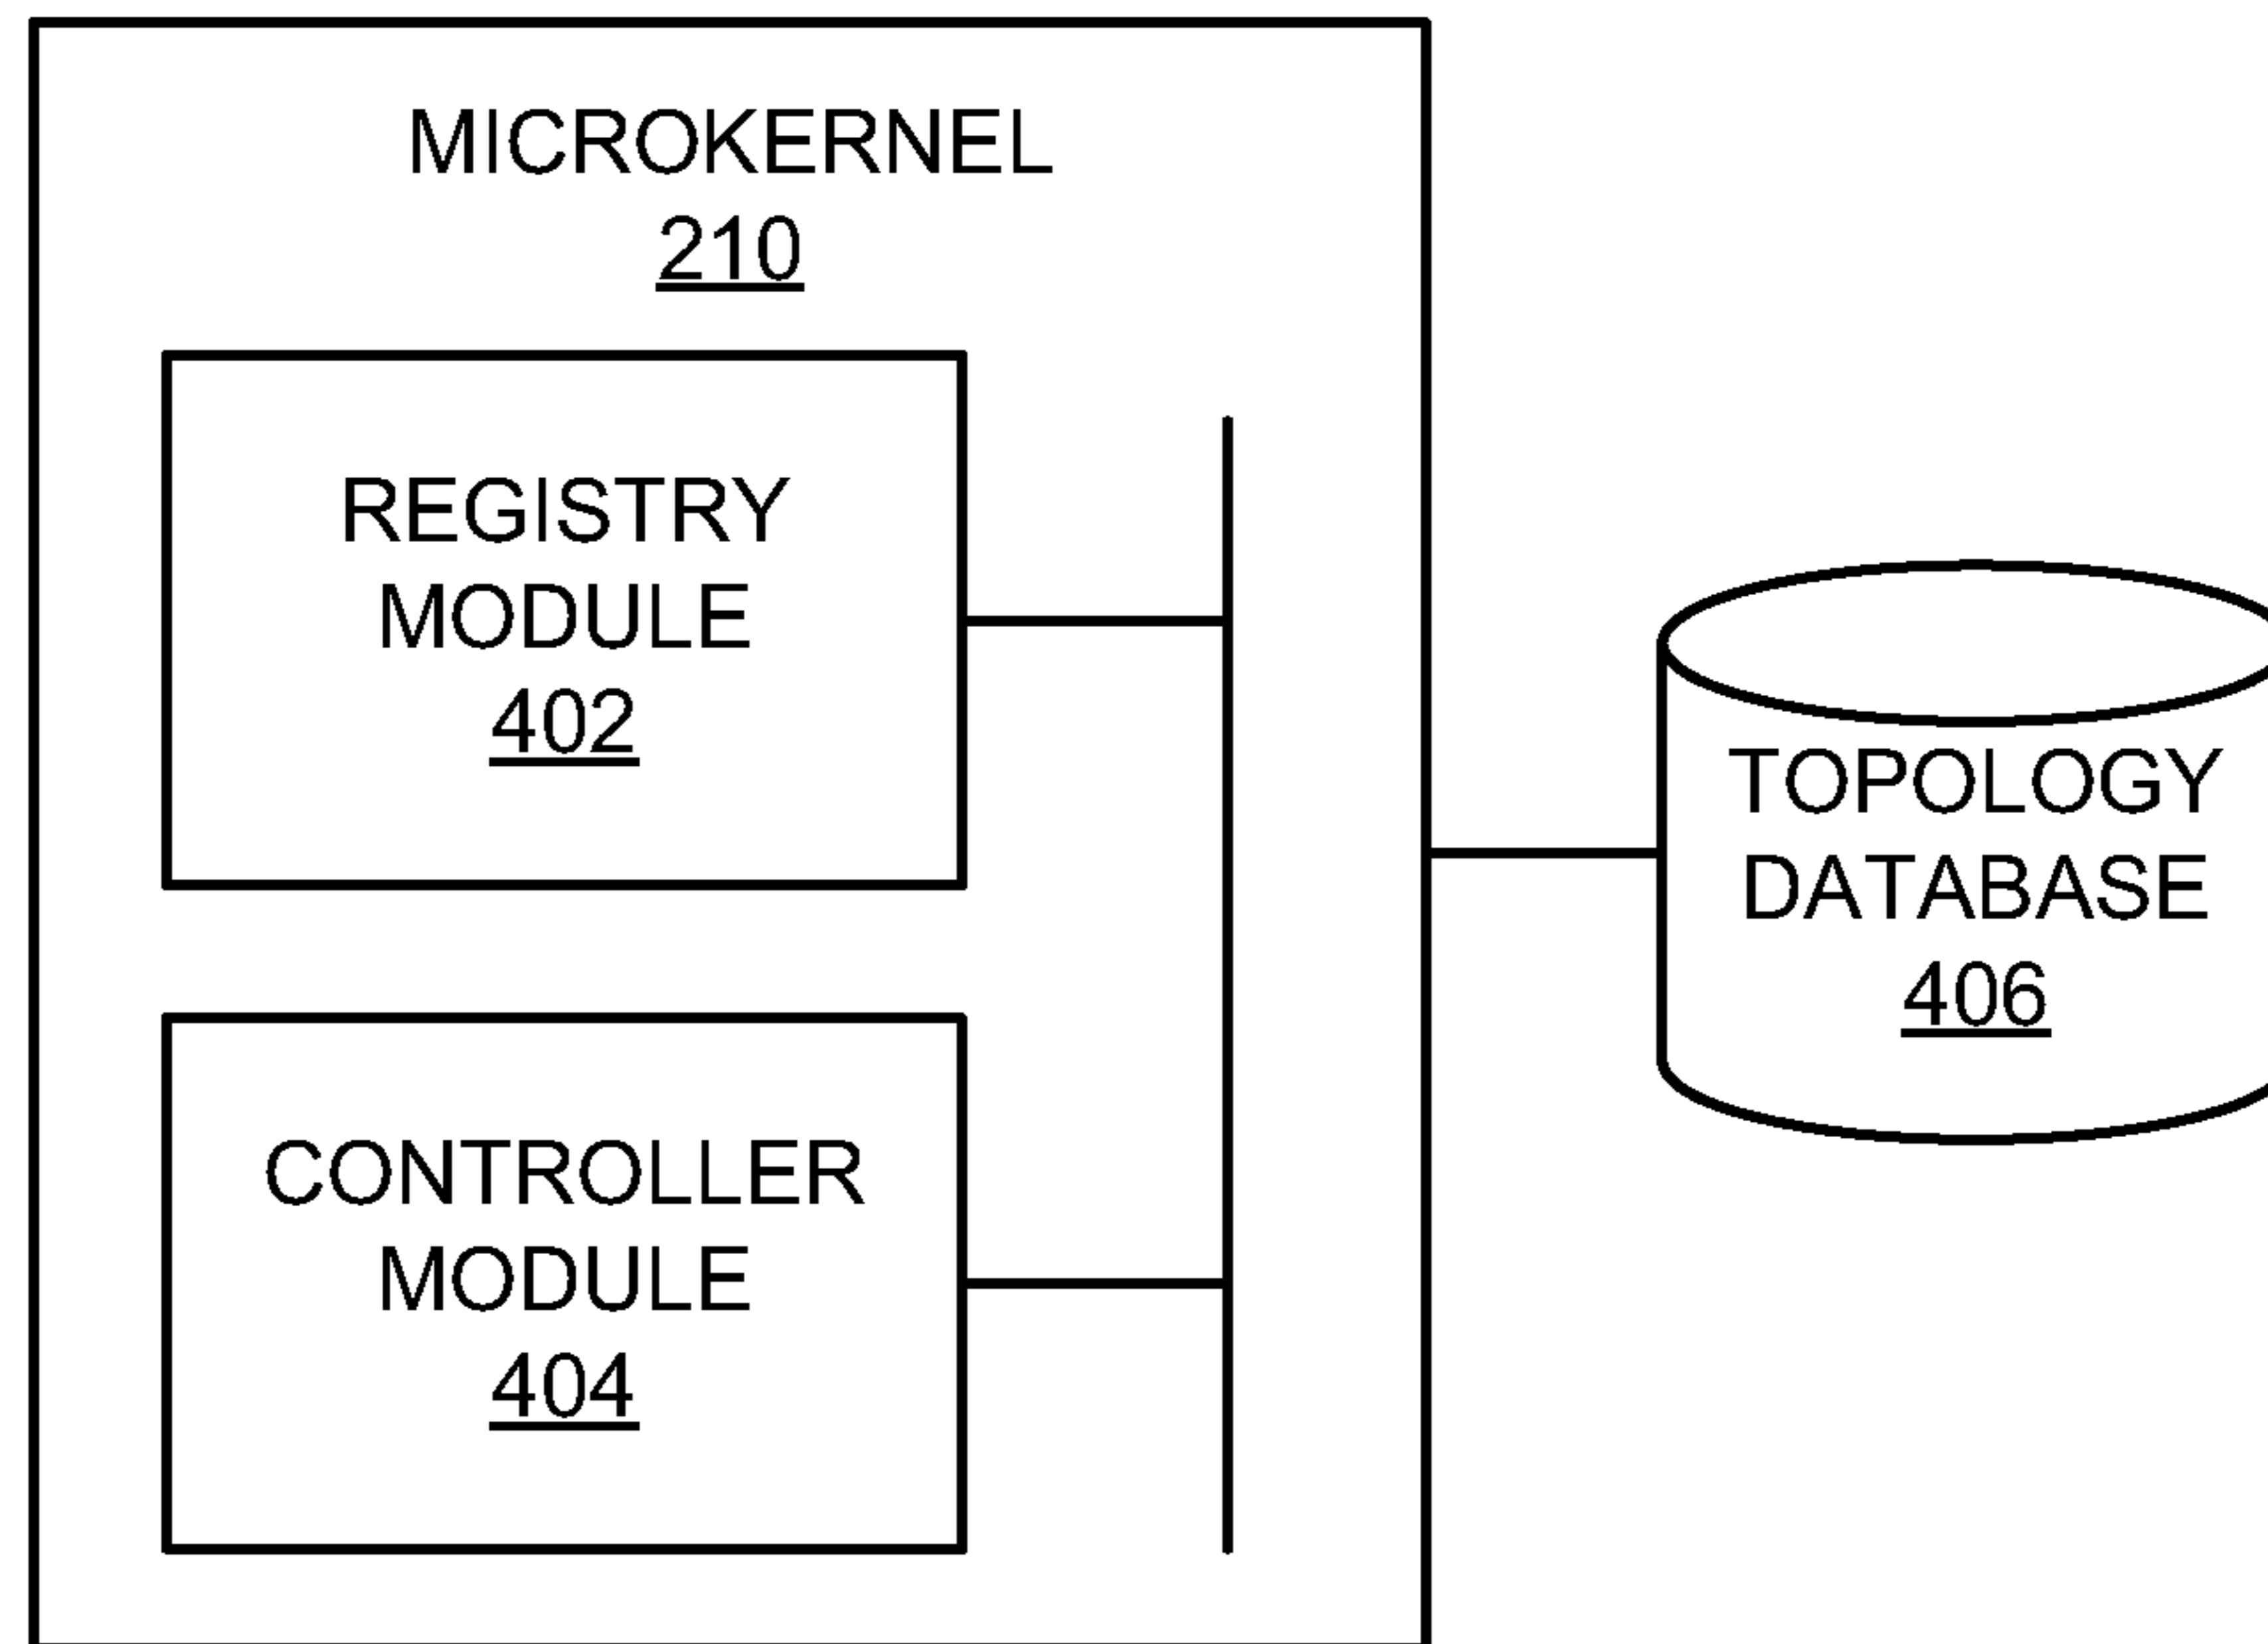 MICROKERNEL
210
REGISTRY
MODULE
402
CONTROLLER
MODULE
404
TOPOLOGY
DATABASE
406